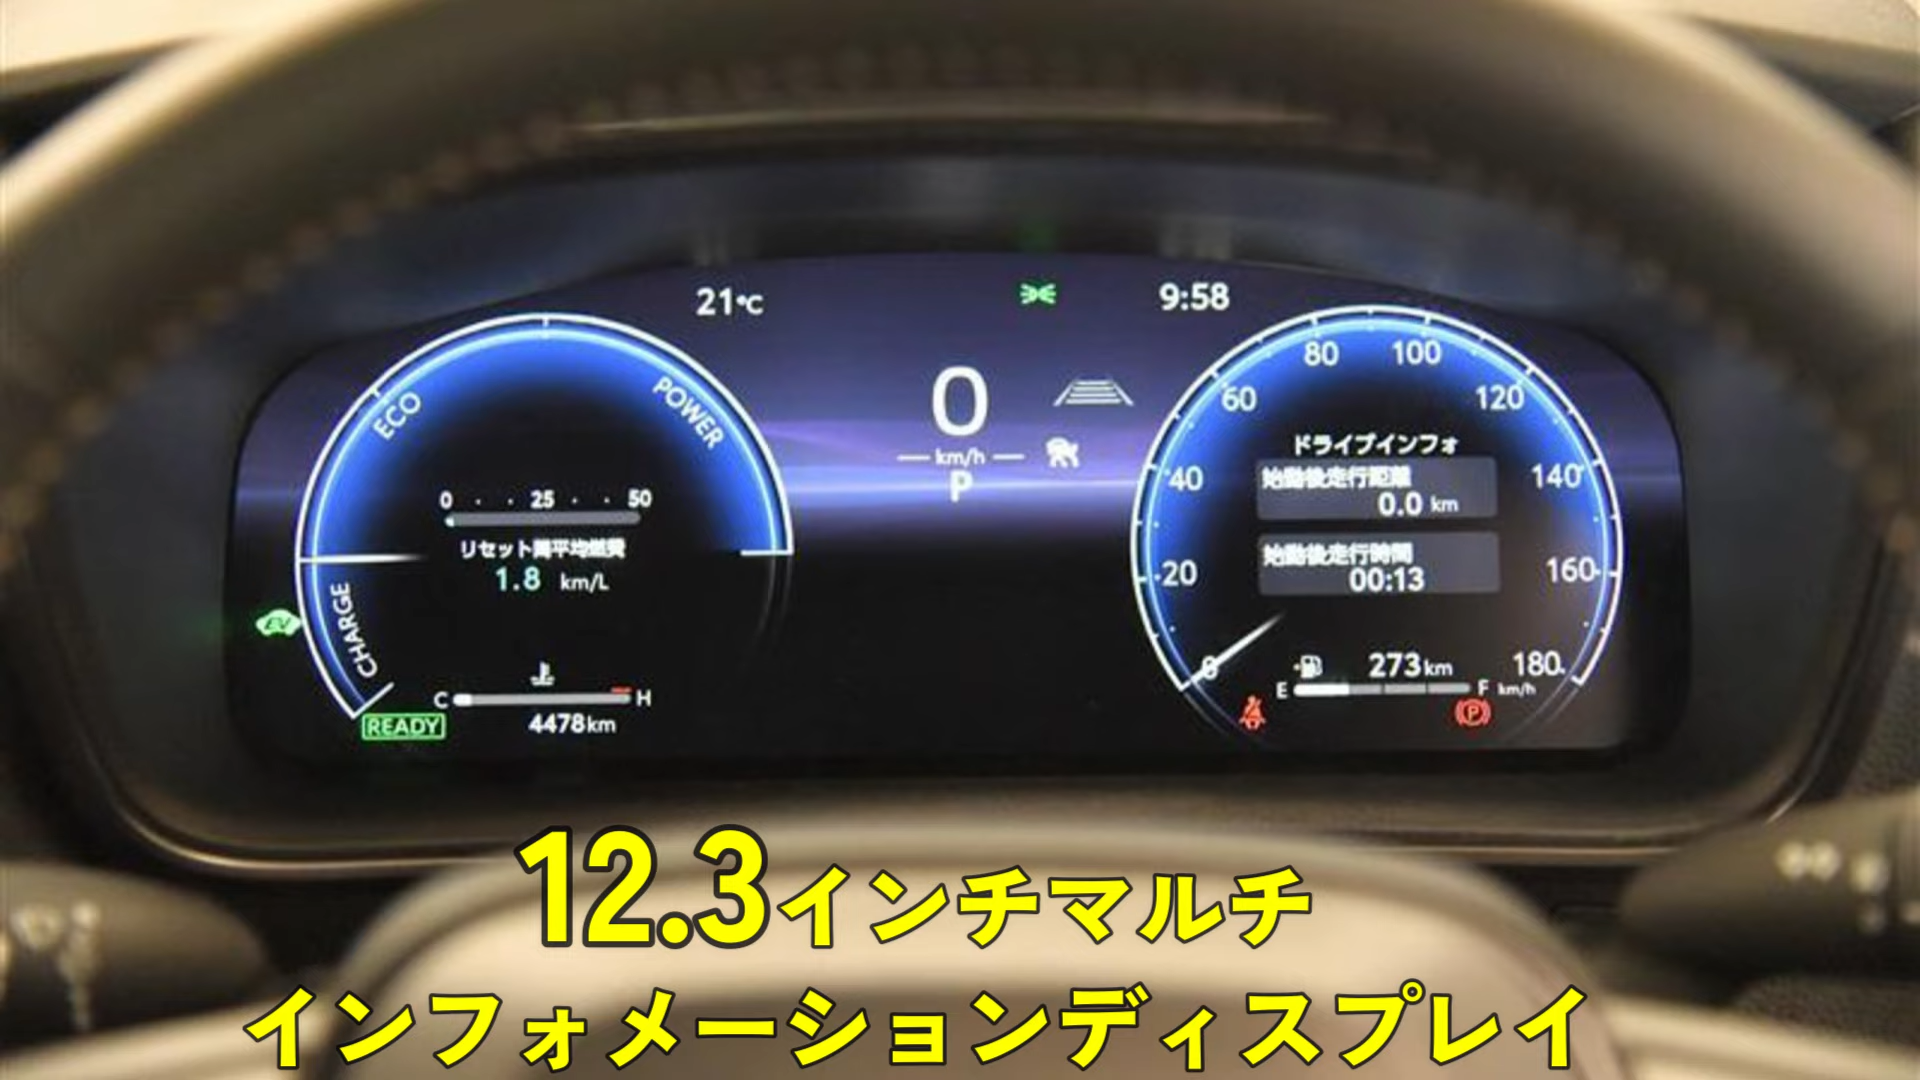 21°C
9:58
ECO
POWER
CHARGE
0 25 50
リセット間平均燃費
1.8 km/L
EV
C H
READY
4478km
0
km/h
P
0 20 40 60 80 100 120 140 160 180
km/h
ドライブインフォ
始動後走行距離
0.0 km
始動後走行時間
00:13
273km
E F
P
12.3インチマルチ
インフォメーションディスプレイ